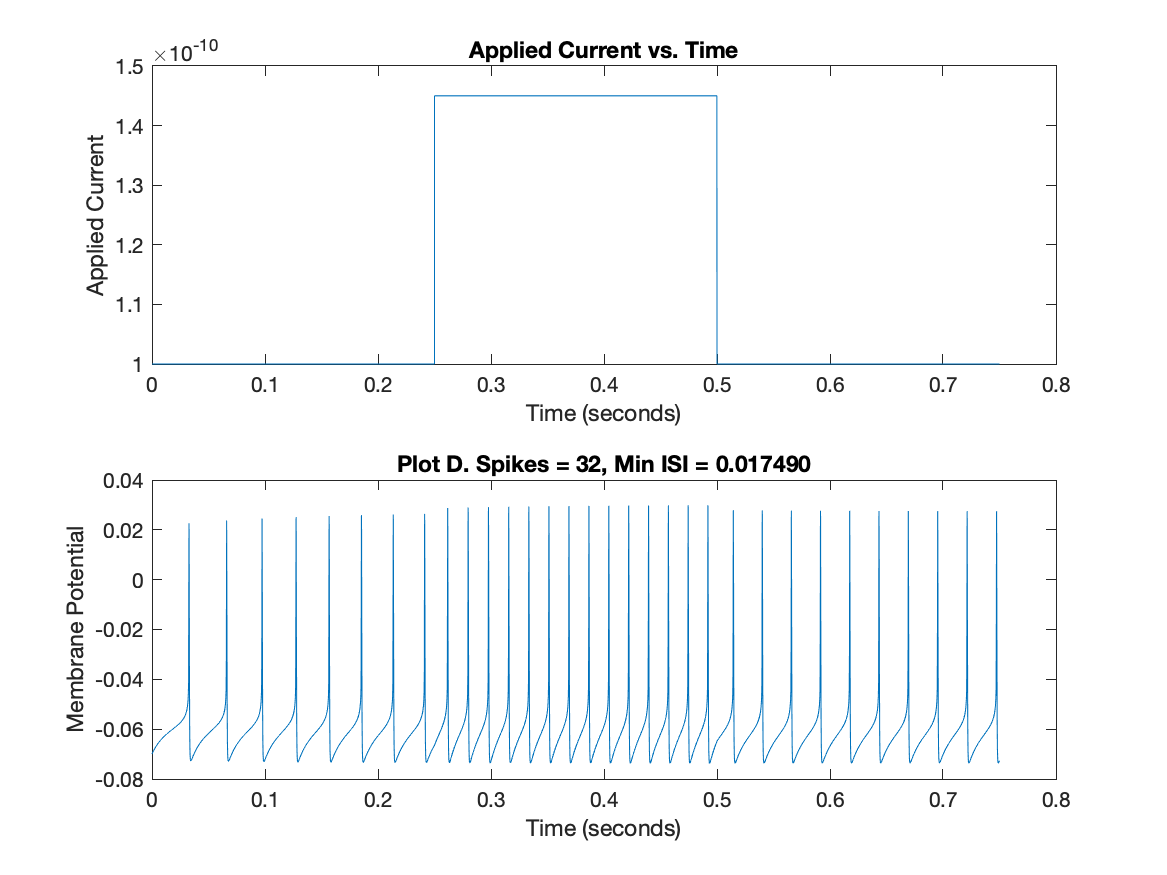 Applied Current vs. Time
×10-10
1.5
1.4
1.3
1.2
1.1
1
Applied Current
0 0.1 0.2 0.3 0.4 0.5 0.6 0.7 0.8
Time (seconds)
Plot D. Spikes = 32, Min ISI = 0.017490
0.04
0.02
0
-0.02
-0.04
-0.06
-0.08
Membrane Potential
0 0.1 0.2 0.3 0.4 0.5 0.6 0.7 0.8
Time (seconds)